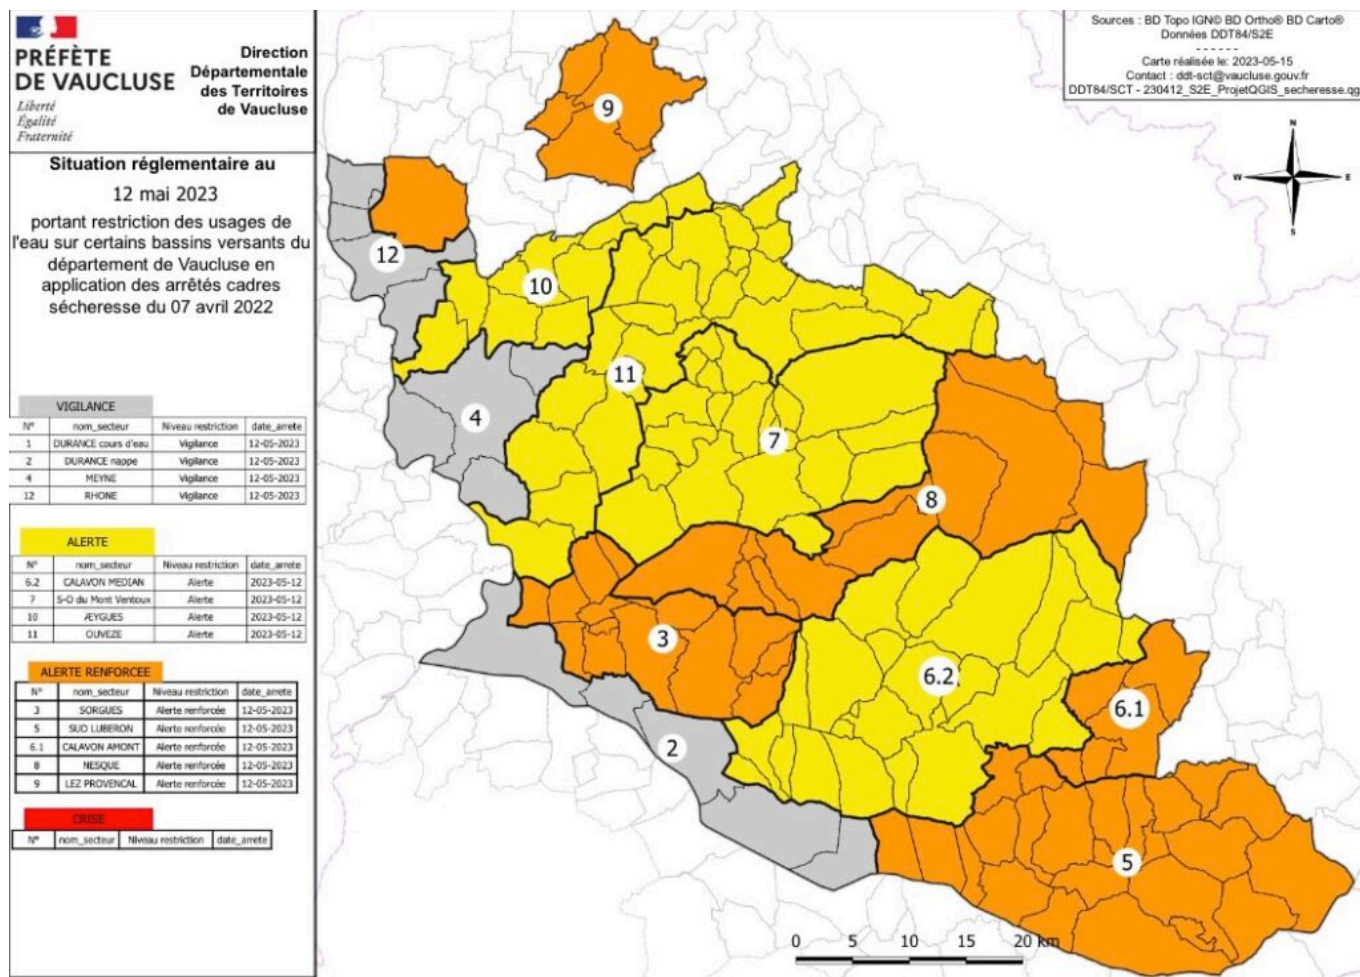 PRÉFÈTE
DE VAUCLUSE
Liberté
Égalité
Fraternité
Direction
Départementale
des Territoires
de Vaucluse
Situation réglementaire au
12 mai 2023
portant restriction des usages de
l'eau sur certains bassins versants du
département de Vaucluse en
application des arrêtés cadres
sécheresse du 07 avril 2022
VIGILANCE
N° nom_secteur Niveau restriction date_arrete
1 DURANCE cours d'eau Vigilance 12-05-2023
2 DURANCE nappe Vigilance 12-05-2023
4 MEYNE Vigilance 12-05-2023
12 RHONE Vigilance 12-05-2023
ALERTE
N° nom_secteur Niveau restriction date_arrete
6.2 CALAVON MEDIAN Alerte 2023-05-12
7 S-O du Mont Ventoux Alerte 2023-05-12
10 ÆYGUES Alerte 2023-05-12
11 OUVEZE Alerte 2023-05-12
ALERTE RENFORCEE
N° nom_secteur Niveau restriction date_arrete
3 SORGUES Alerte renforcée 12-05-2023
5 SUD LUBERON Alerte renforcée 12-05-2023
6.1 CALAVON AMONT Alerte renforcée 12-05-2023
8 NESQUE Alerte renforcée 12-05-2023
9 LEZ PROVENCAL Alerte renforcée 12-05-2023
CRISE
N° nom_secteur Niveau restriction date_arrete
Sources : BD Topo IGN© BD Ortho® BD Carto®
Données DDT84/S2E
- - - - - -
Carte réalisée le: 2023-05-15
Contact : ddt-sct@vaucluse.gouv.fr
DDT84/SCT - 230412_S2E_ProjetQGIS_secheresse.qg
N
W E
S
9
12
10
11
4
7
8
3
6.2
6.1
2
5
0 5 10 15 20 km